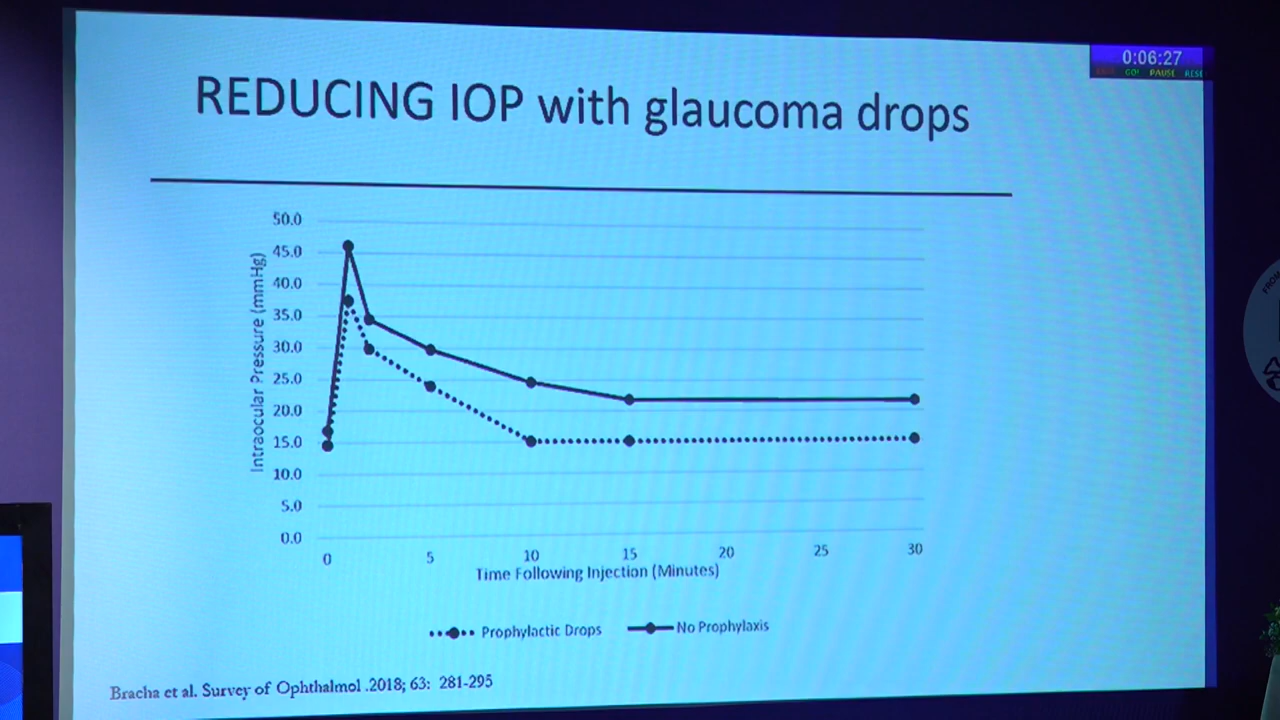 0:06:27
GO! PAUSE
REDUCING IOP with glaucoma drops
50.0
45.0
40.0
35.0
30.0
25.0
20.0
15.0
10.0
5.0
0.0
Intraocular Pressure (mmHg)
0 5 10 15 20 25 30
Time Following Injection (Minutes)
Prophylactic Drops No Prophylaxis
Bracha et al. Survey of Ophthalmol .2018; 63: 281-295